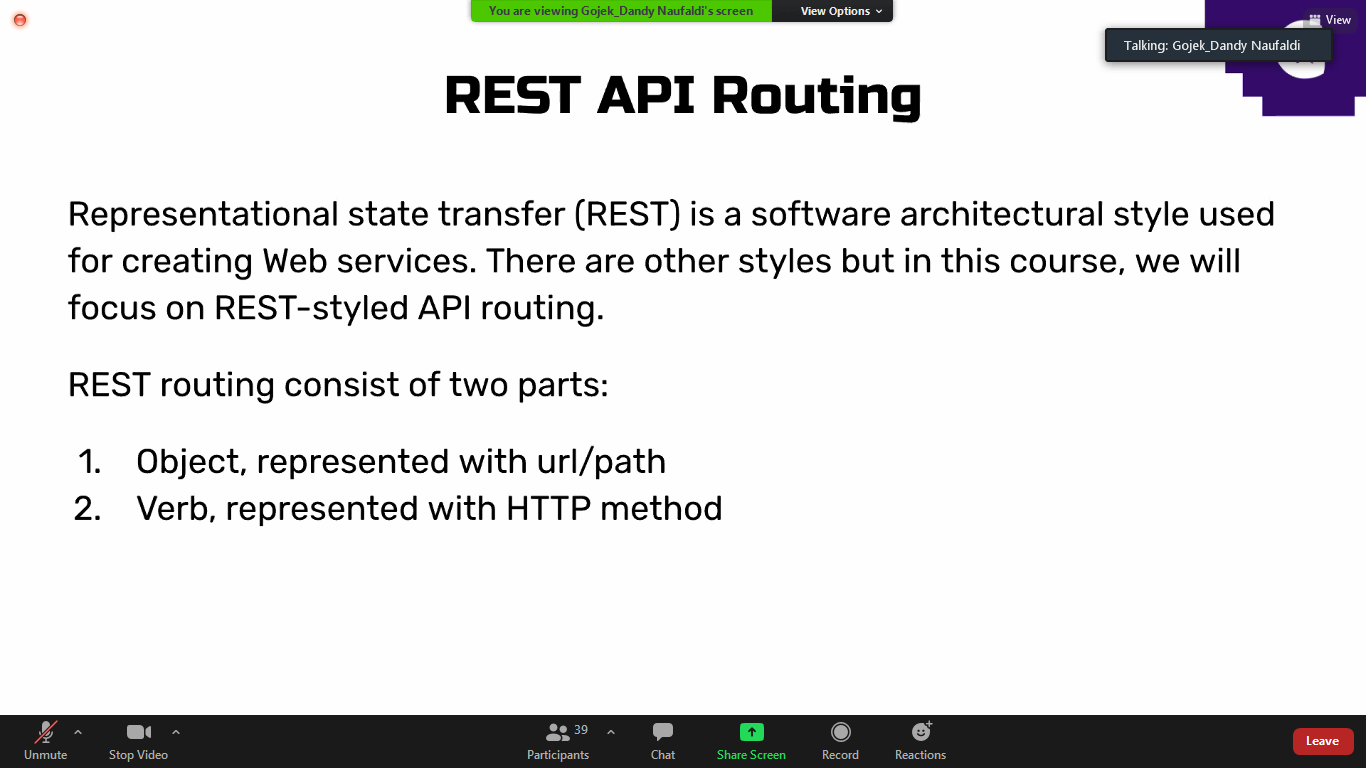 You are viewing Gojek_Dandy Naufaldi's screen
View Options
View
Talking: Gojek_Dandy Naufaldi
REST API Routing
Representational state transfer (REST) is a software architectural style used
for creating Web services. There are other styles but in this course, we will
focus on REST-styled API routing.
REST routing consist of two parts:
1. Object, represented with url/path
2. Verb, represented with HTTP method
Unmute
Stop Video
39
Participants
Chat
Share Screen
Record
Reactions
Leave